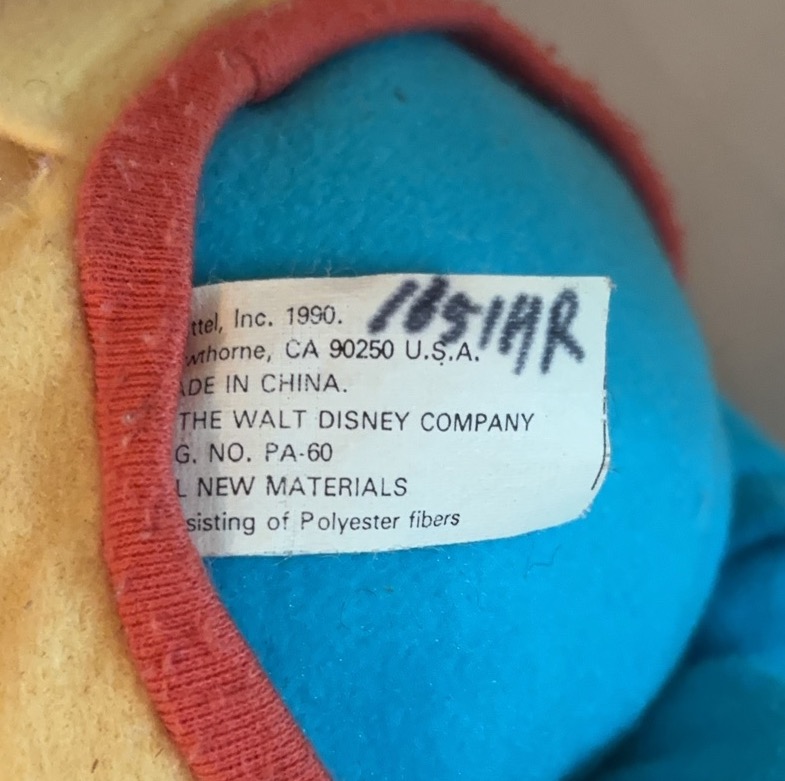 ttel, Inc. 1990.
wthorne, CA 90250 U.S.A.
ADE IN CHINA.
THE WALT DISNEY COMPANY
G. NO. PA-60
L NEW MATERIALS
sisting of Polyester fibers